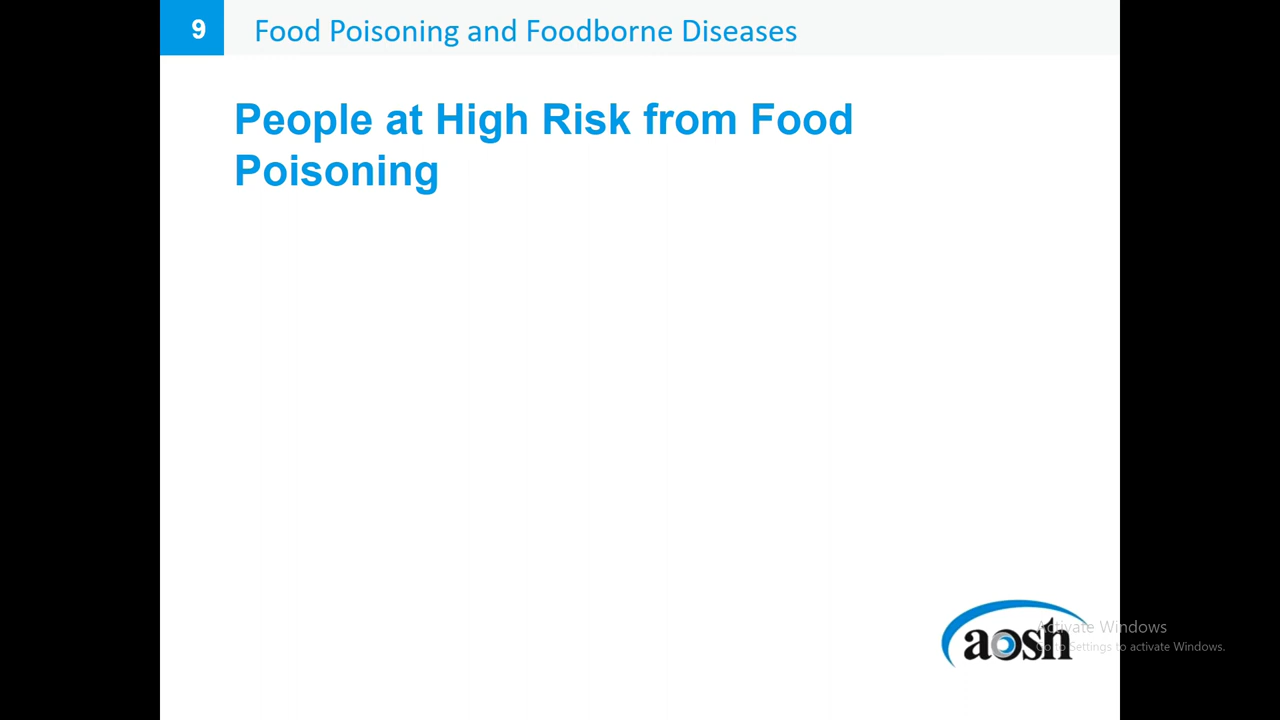 9 Food Poisoning and Foodborne Diseases
People at High Risk from Food
Poisoning
aosh
Activate Windows
Go to Settings to activate Windows.